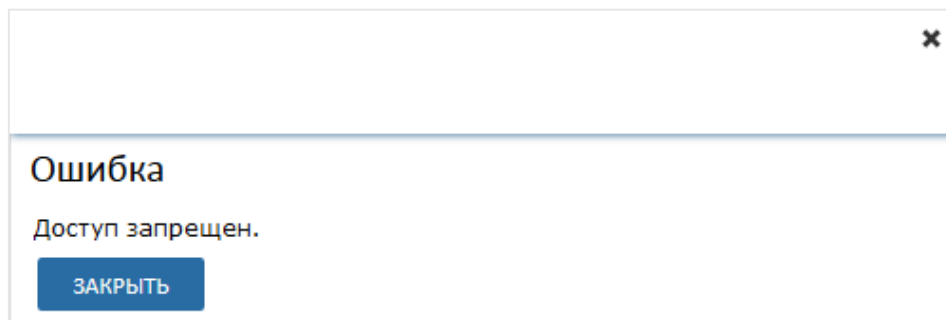 Ошибка
Доступ запрещен.
ЗАКРЫТЬ